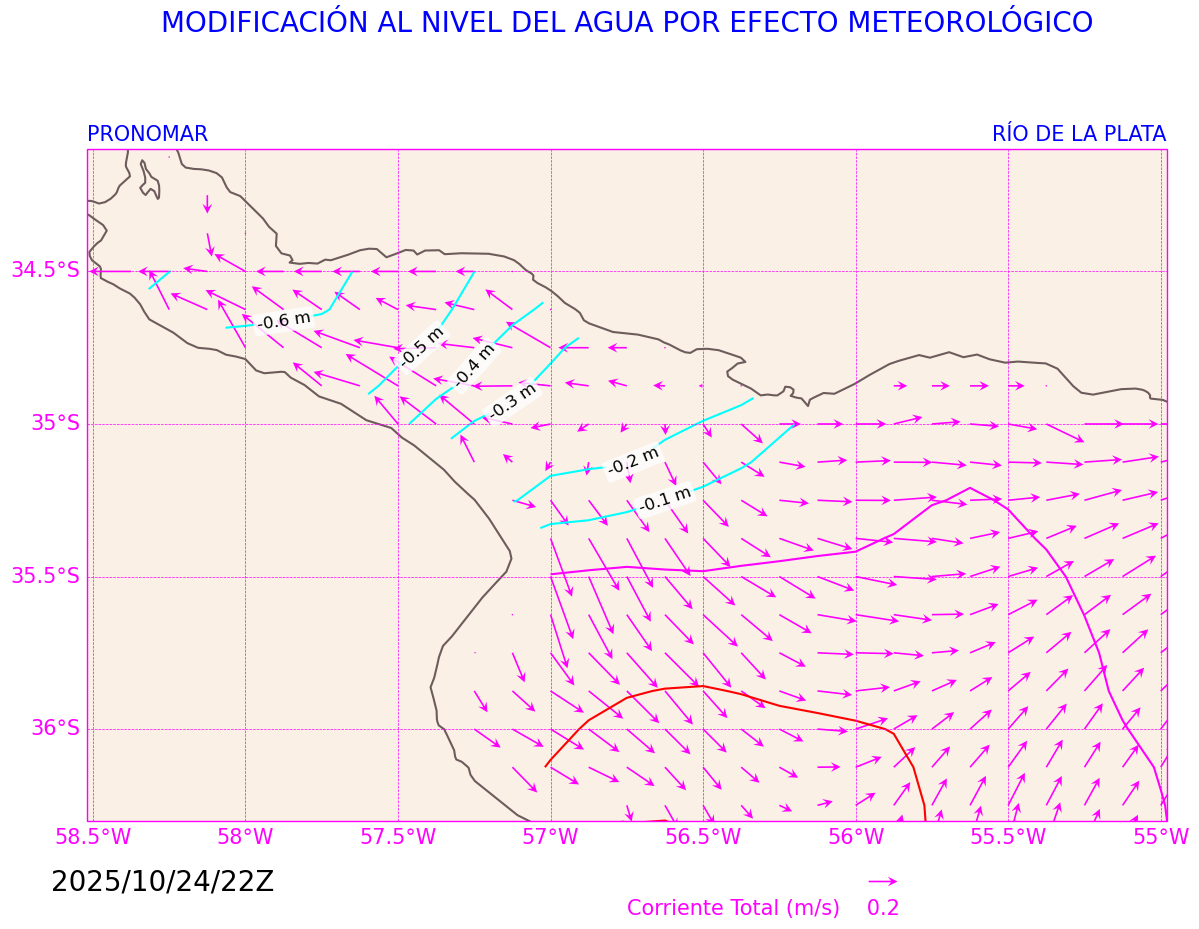 MODIFICACIÓN AL NIVEL DEL AGUA POR EFECTO METEOROLÓGICO
PRONOMAR
RÍO DE LA PLATA
34.5°S
-0.6 m
-0.5 m
-0.4 m
-0.3 m
35°S
-0.2 m
-0.1 m
35.5°S
36°S
58.5°W 58°W 57.5°W 57°W 56.5°W 56°W 55.5°W 55°W
2025/10/24/22Z
Corriente Total (m/s) 0.2